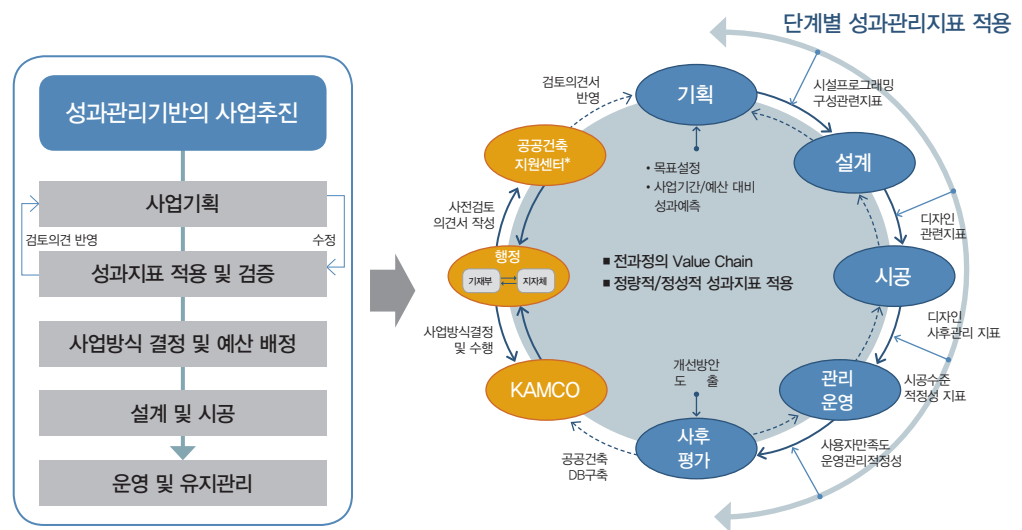 단계별 성과관리지표 적용
성과관리기반의 사업추진
사업기획
검토의견 반영
수정
성과지표 적용 및 검증
사업방식 결정 및 예산 배정
설계 및 시공
운영 및 유지관리
검토의견서
반영
기획
시설프로그래밍
구성관련지표
공공건축
지원센터*
• 목표설정
• 사업기간/예산 대비
성과예측
설계
사전검토
의견서 작성
디자인
관련지표
행정
기재부
지자체
■ 전과정의 Value Chain
■ 정량적/정성적 성과지표 적용
시공
사업방식결정
및 수행
디자인
사후관리 지표
KAMCO
개선방안
도 출
관리
운영
시공수준
적정성 지표
사후
평가
공공건축
DB구축
사용자만족도
운영관리적정성